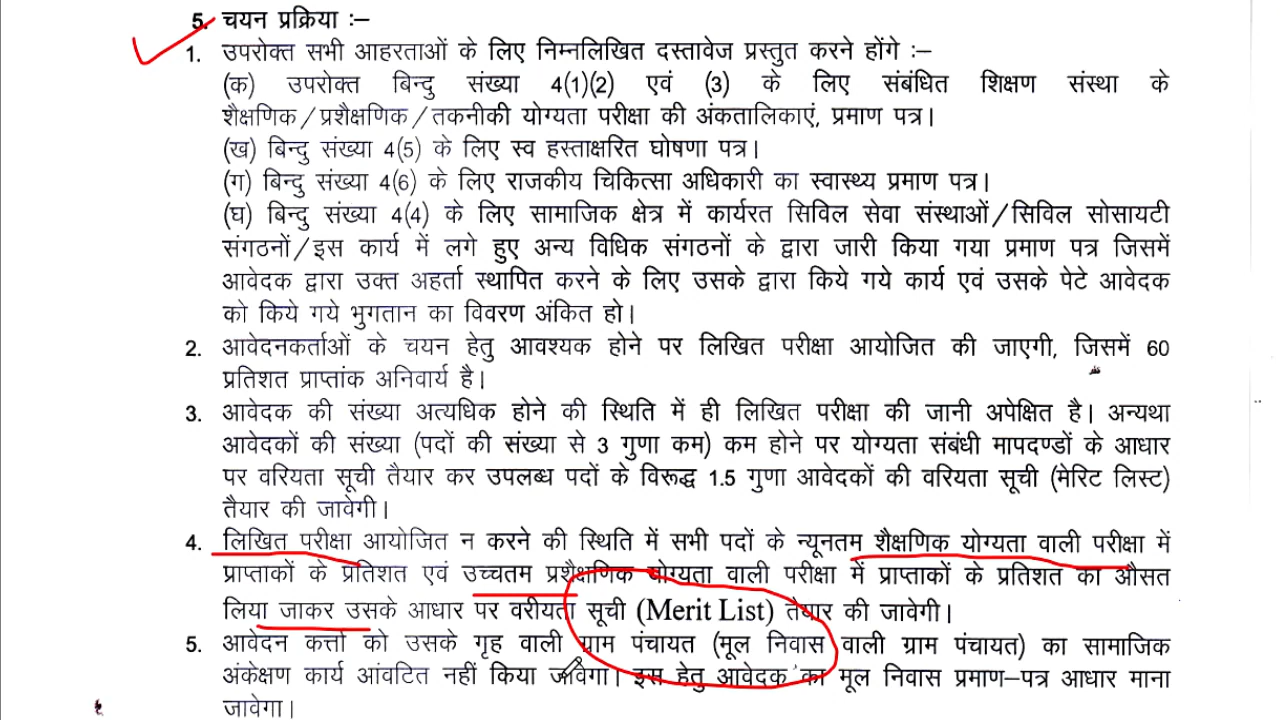 5. चयन प्रक्रिया :–
1. उपरोक्त सभी आहरताओं के लिए निम्नलिखित दस्तावेज प्रस्तुत करने होंगे :–
(क) उपरोक्त बिन्दु संख्या 4(1)(2) एवं (3) के लिए संबंधित शिक्षण संस्था के
शैक्षणिक/प्रशैक्षणिक/तकनीकी योग्यता परीक्षा की अंकतालिकाएं, प्रमाण पत्र।
(ख) बिन्दु संख्या 4(5) के लिए स्व हस्ताक्षरित घोषणा पत्र।
(ग) बिन्दु संख्या 4(6) के लिए राजकीय चिकित्सा अधिकारी का स्वास्थ्य प्रमाण पत्र।
(घ) बिन्दु संख्या 4(4) के लिए सामाजिक क्षेत्र में कार्यरत सिविल सेवा संस्थाओं/सिविल सोसायटी
संगठनों/इस कार्य में लगे हुए अन्य विधिक संगठनों के द्वारा जारी किया गया प्रमाण पत्र जिसमें
आवेदक द्वारा उक्त अहर्ता स्थापित करने के लिए उसके द्वारा किये गये कार्य एवं उसके पेटे आवेदक
को किये गये भुगतान का विवरण अंकित हो।
2. आवेदनकर्ताओं के चयन हेतु आवश्यक होने पर लिखित परीक्षा आयोजित की जाएगी, जिसमें 60
प्रतिशत प्राप्तांक अनिवार्य है।
3. आवेदक की संख्या अत्यधिक होने की स्थिति में ही लिखित परीक्षा की जानी अपेक्षित है। अन्यथा
आवेदकों की संख्या (पदों की संख्या से 3 गुणा कम) कम होने पर योग्यता संबंधी मापदण्डों के आधार
पर वरियता सूची तैयार कर उपलब्ध पदों के विरूद्ध 1.5 गुणा आवेदकों की वरियता सूची (मेरिट लिस्ट)
तैयार की जावेगी।
4. लिखित परीक्षा आयोजित न करने की स्थिति में सभी पदों के न्यूनतम शैक्षणिक योग्यता वाली परीक्षा में
प्राप्ताकों के प्रतिशत एवं उच्चतम प्रशैक्षणिक योग्यता वाली परीक्षा में प्राप्ताकों के प्रतिशत का औसत
लिया जाकर उसके आधार पर वरीयता सूची (Merit List) तैयार की जावेगी।
5. आवेदन कर्त्ता को उसके गृह वाली ग्राम पंचायत (मूल निवास वाली ग्राम पंचायत) का सामाजिक
अंकेक्षण कार्य आंवटित नहीं किया जावेगा। इस हेतु आवेदक का मूल निवास प्रमाण–पत्र आधार माना
जावेगा।